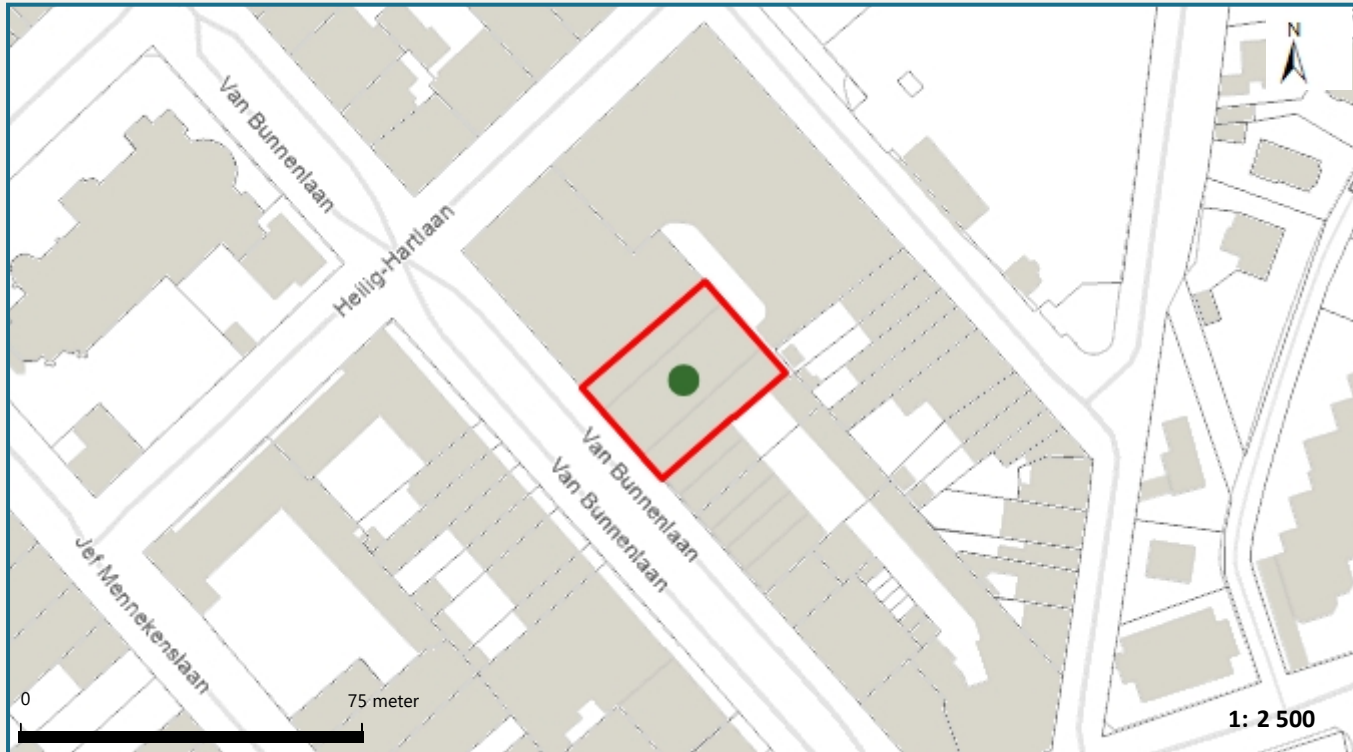 N
Van Bunnenlaan
Heilig-Hartlaan
Van Bunnenlaan
Van Bunnenlaan
Jef Mennekenslaan
0
75 meter
1: 2 500